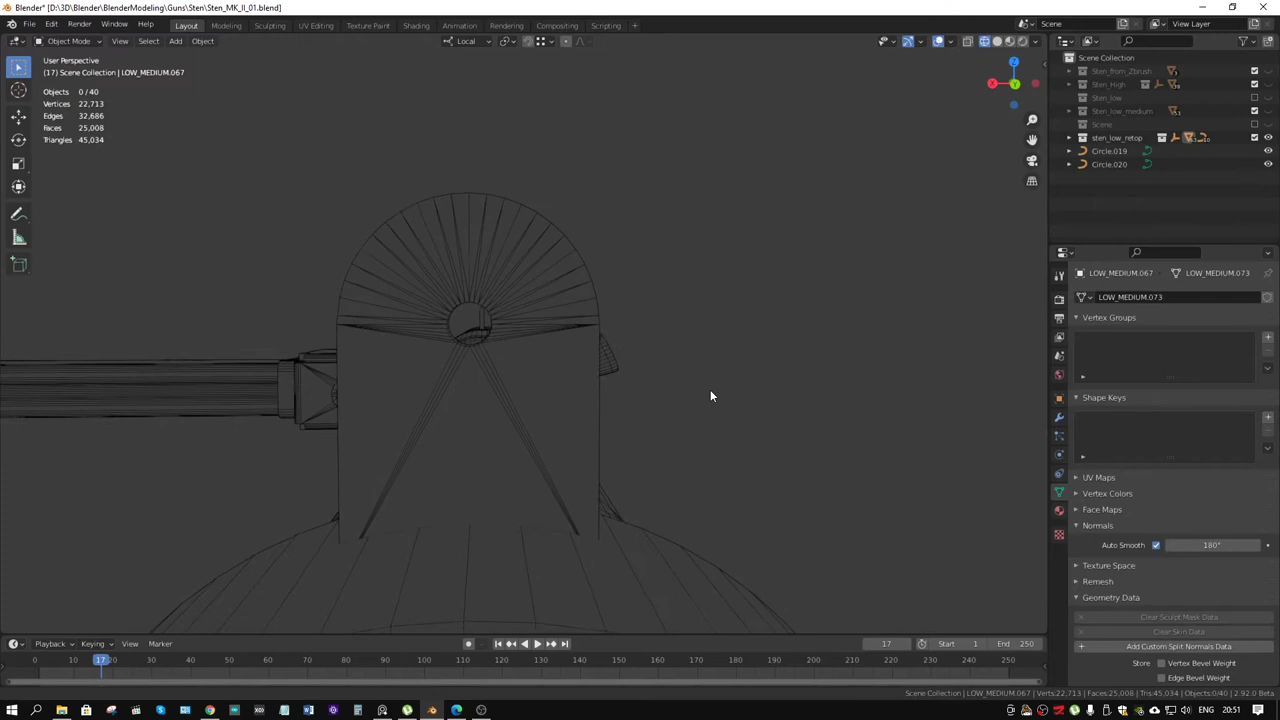 Blender* [D:\3D\Blender\BlenderModeling\Guns\Sten\Sten_MK_II_01.blend]
File Edit Render Window Help Layout Modeling Sculpting UV Editing Texture Paint Shading Animation Rendering Compositing Scripting + Scene View Layer
Object Mode View Select Add Object Local
User Perspective
(17) Scene Collection | LOW_MEDIUM.067
Objects 0 / 40
Vertices 22,713
Edges 32,686
Faces 25,008
Triangles 45,034
Z
X
Y
Scene Collection
Sten_from_Zbrush
Sten_High
Sten_low
Sten_low_medium
Scene
sten_low_retop
Circle.019
Circle.020
LOW_MEDIUM.067 LOW_MEDIUM.073
LOW_MEDIUM.073
Vertex Groups
Shape Keys
UV Maps
Vertex Colors
Face Maps
Normals
Auto Smooth 180°
Texture Space
Remesh
Geometry Data
Clear Sculpt Mask Data
Clear Skin Data
Add Custom Split Normals Data
Store Vertex Bevel Weight
Edge Bevel Weight
Playback Keying View Marker 17 Start 1 End 250
0 10 17 20 30 40 50 60 70 80 90 100 110 120 130 140 150 160 170 180 190 200 210 220 230 240 250
Scene Collection | LOW_MEDIUM.067 | Verts:22,713 | Faces:25,008 | Tris:45,034 | Objects:0/40 | 2.92.0 Beta
ENG 20:51